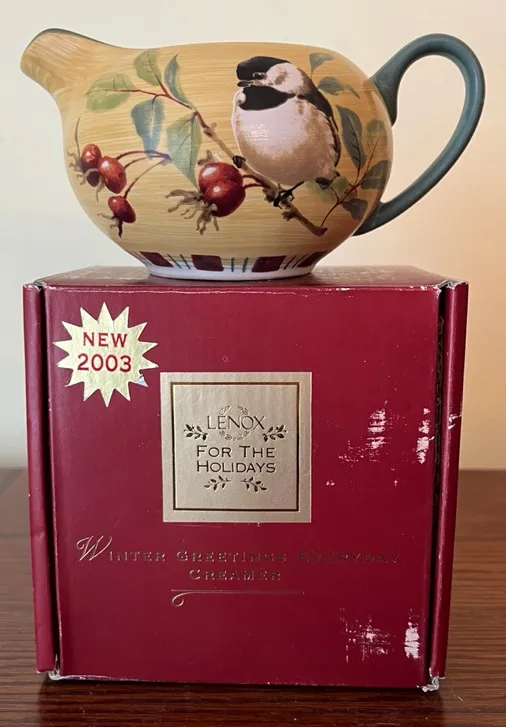 NEW
2003
LENOX
FOR THE
HOLIDAYS
WINTER GREETINGS EVERYDAY
CREAMER